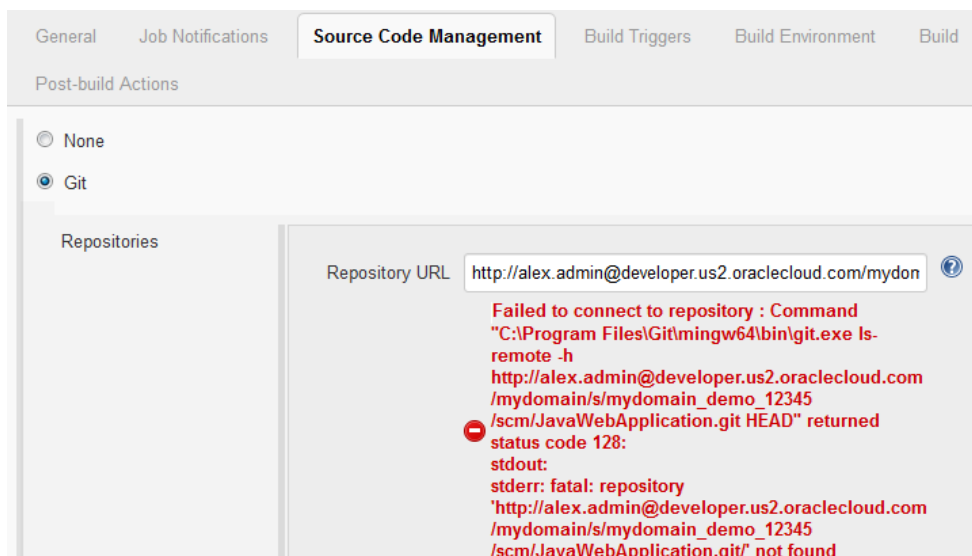 General Job Notifications Source Code Management Build Triggers Build Environment Build
Post-build Actions
None
Git
Repositories
Repository URL http://alex.admin@developer.us2.oraclecloud.com/mydom
Failed to connect to repository : Command
"C:\Program Files\Git\mingw64\bin\git.exe ls-
remote -h
http://alex.admin@developer.us2.oraclecloud.com
/mydomain/s/mydomain_demo_12345
/scm/JavaWebApplication.git HEAD" returned
status code 128:
stdout:
stderr: fatal: repository
'http://alex.admin@developer.us2.oraclecloud.com
/mydomain/s/mydomain_demo_12345
/scm/JavaWebApplication.git/' not found